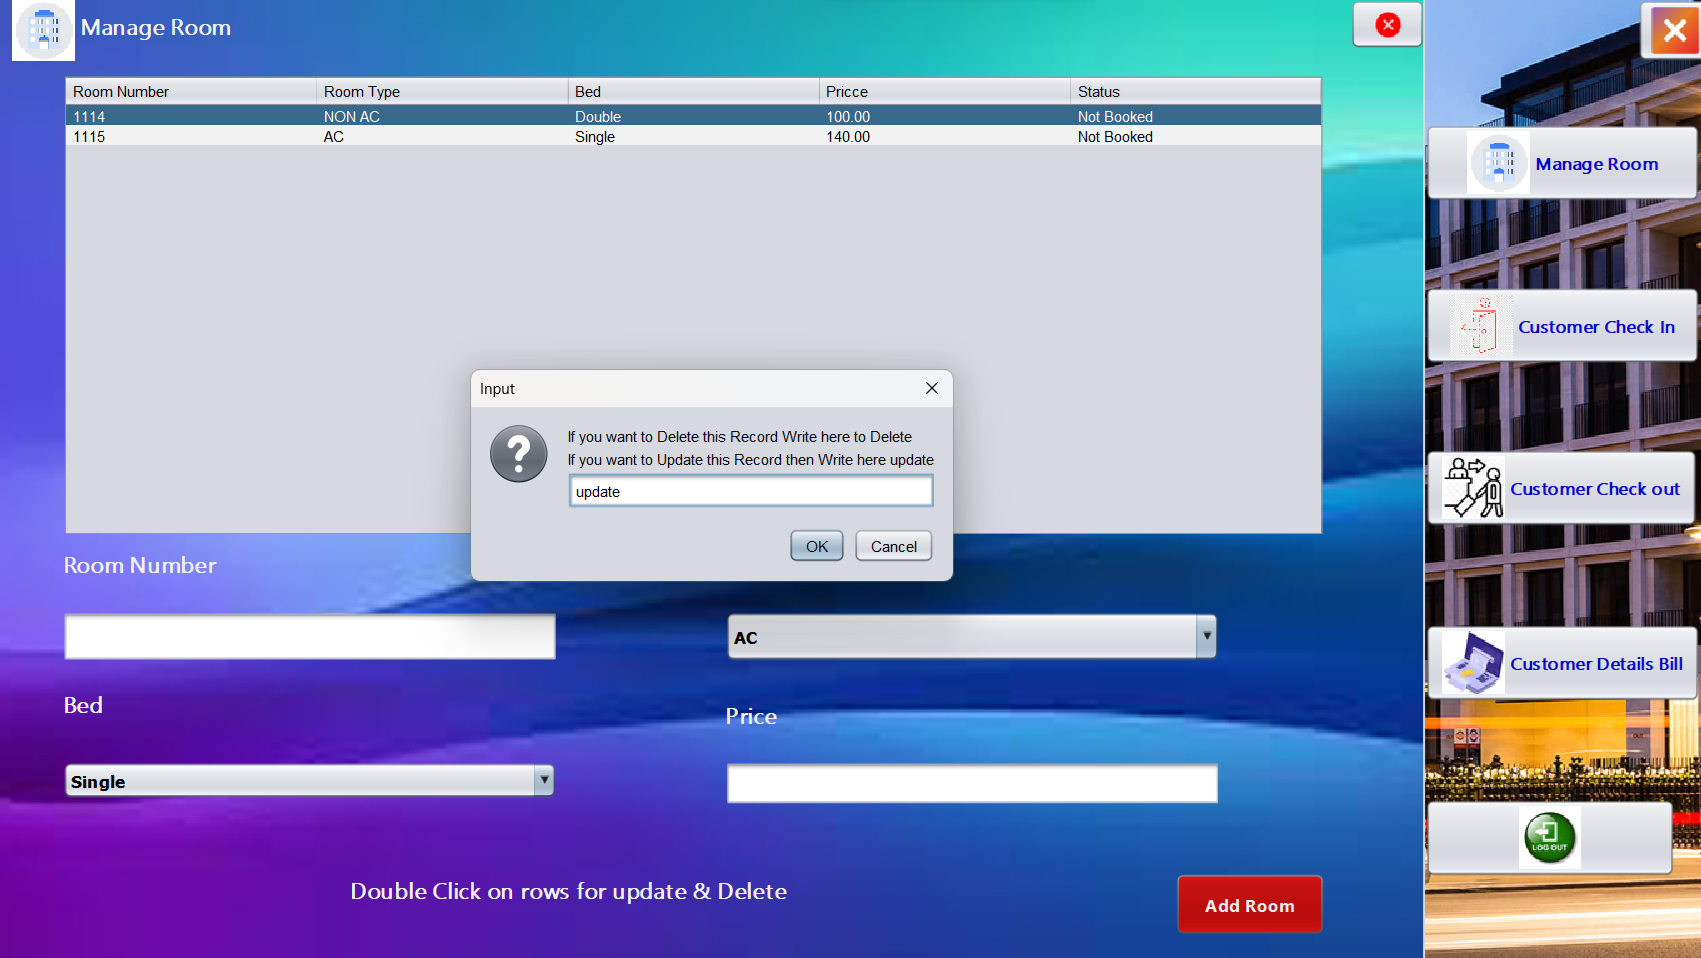 Manage Room
Room Number Room Type Bed Pricce Status
1114 NON AC Double 100.00 Not Booked
1115 AC Single 140.00 Not Booked
Manage Room
Customer Check In
Input
If you want to Delete this Record Write here to Delete
If you want to Update this Record then Write here update
update
OK Cancel
Customer Check out
Room Number
AC
Customer Details Bill
Bed
Price
Single
LOG OUT
Double Click on rows for update & Delete
Add Room